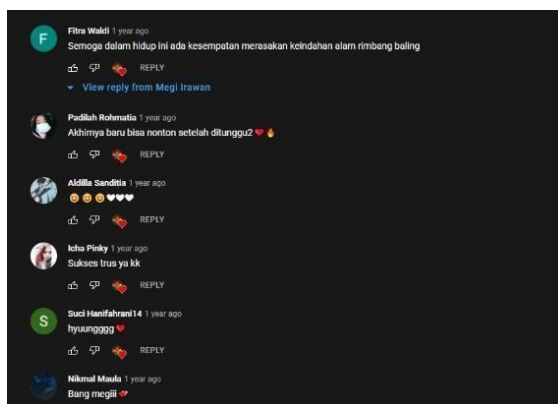 Fitra Waldi 1 year ago
Semoga dalam hidup ini ada kesempatan merasakan keindahan alam rimbang baling
REPLY
View reply from Megi Irawan
Padilah Rohmatia 1 year ago
Akhirnya baru bisa nonton setelah ditunggu2 ❤️ 🔥
REPLY
Aldilla Sanditia 1 year ago
😆 😆 😆 🤍🤍🤍
REPLY
Icha Pinky 1 year ago
Sukses trus ya kk
REPLY
S
Suci Hanifahrani14 1 year ago
hyuungggg ❤️
REPLY
Nikmal Maula 1 year ago
Bang megiii 💞
F